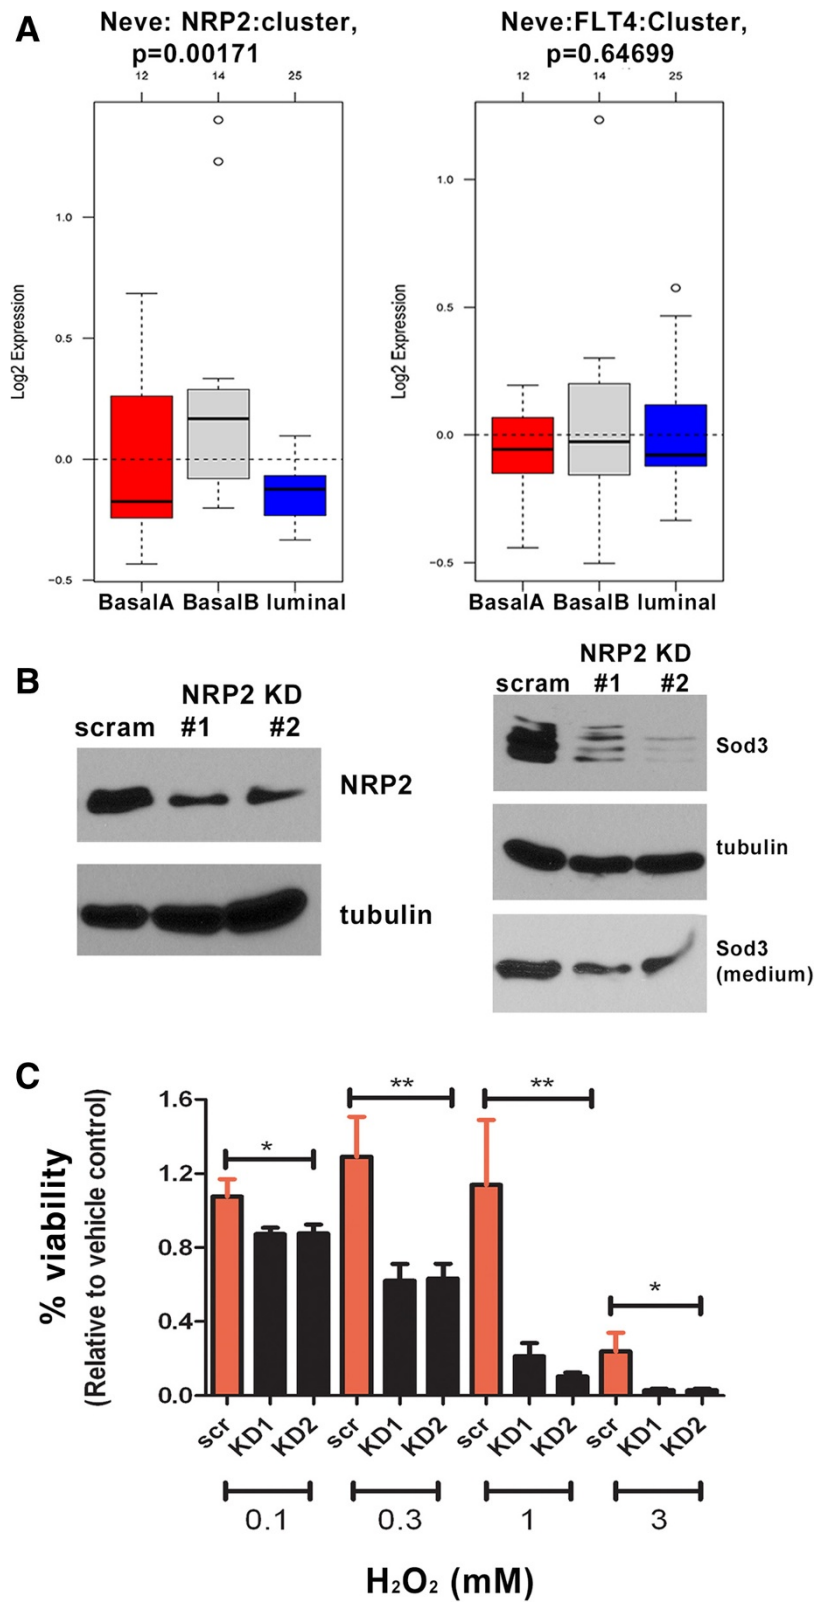 A
Neve: NRP2:cluster,
p=0.00171
12 14 25
1.0
0.5
0.0
−0.5
Log2 Expression
BasalA BasalB luminal
Neve:FLT4:Cluster,
p=0.64699
12 14 25
1.0
0.5
0.0
−0.5
Log2 Expression
BasalA BasalB luminal
B
NRP2 KD
scram #1 #2
NRP2
tubulin
NRP2 KD
scram #1 #2
Sod3
tubulin
Sod3
(medium)
C
% viability
(Relative to vehicle control)
1.6
1.2
0.8
0.4
0.0
* ** ** *
scr KD1 KD2 scr KD1 KD2 scr KD1 KD2 scr KD1 KD2
0.1 0.3 1 3
H₂O₂ (mM)